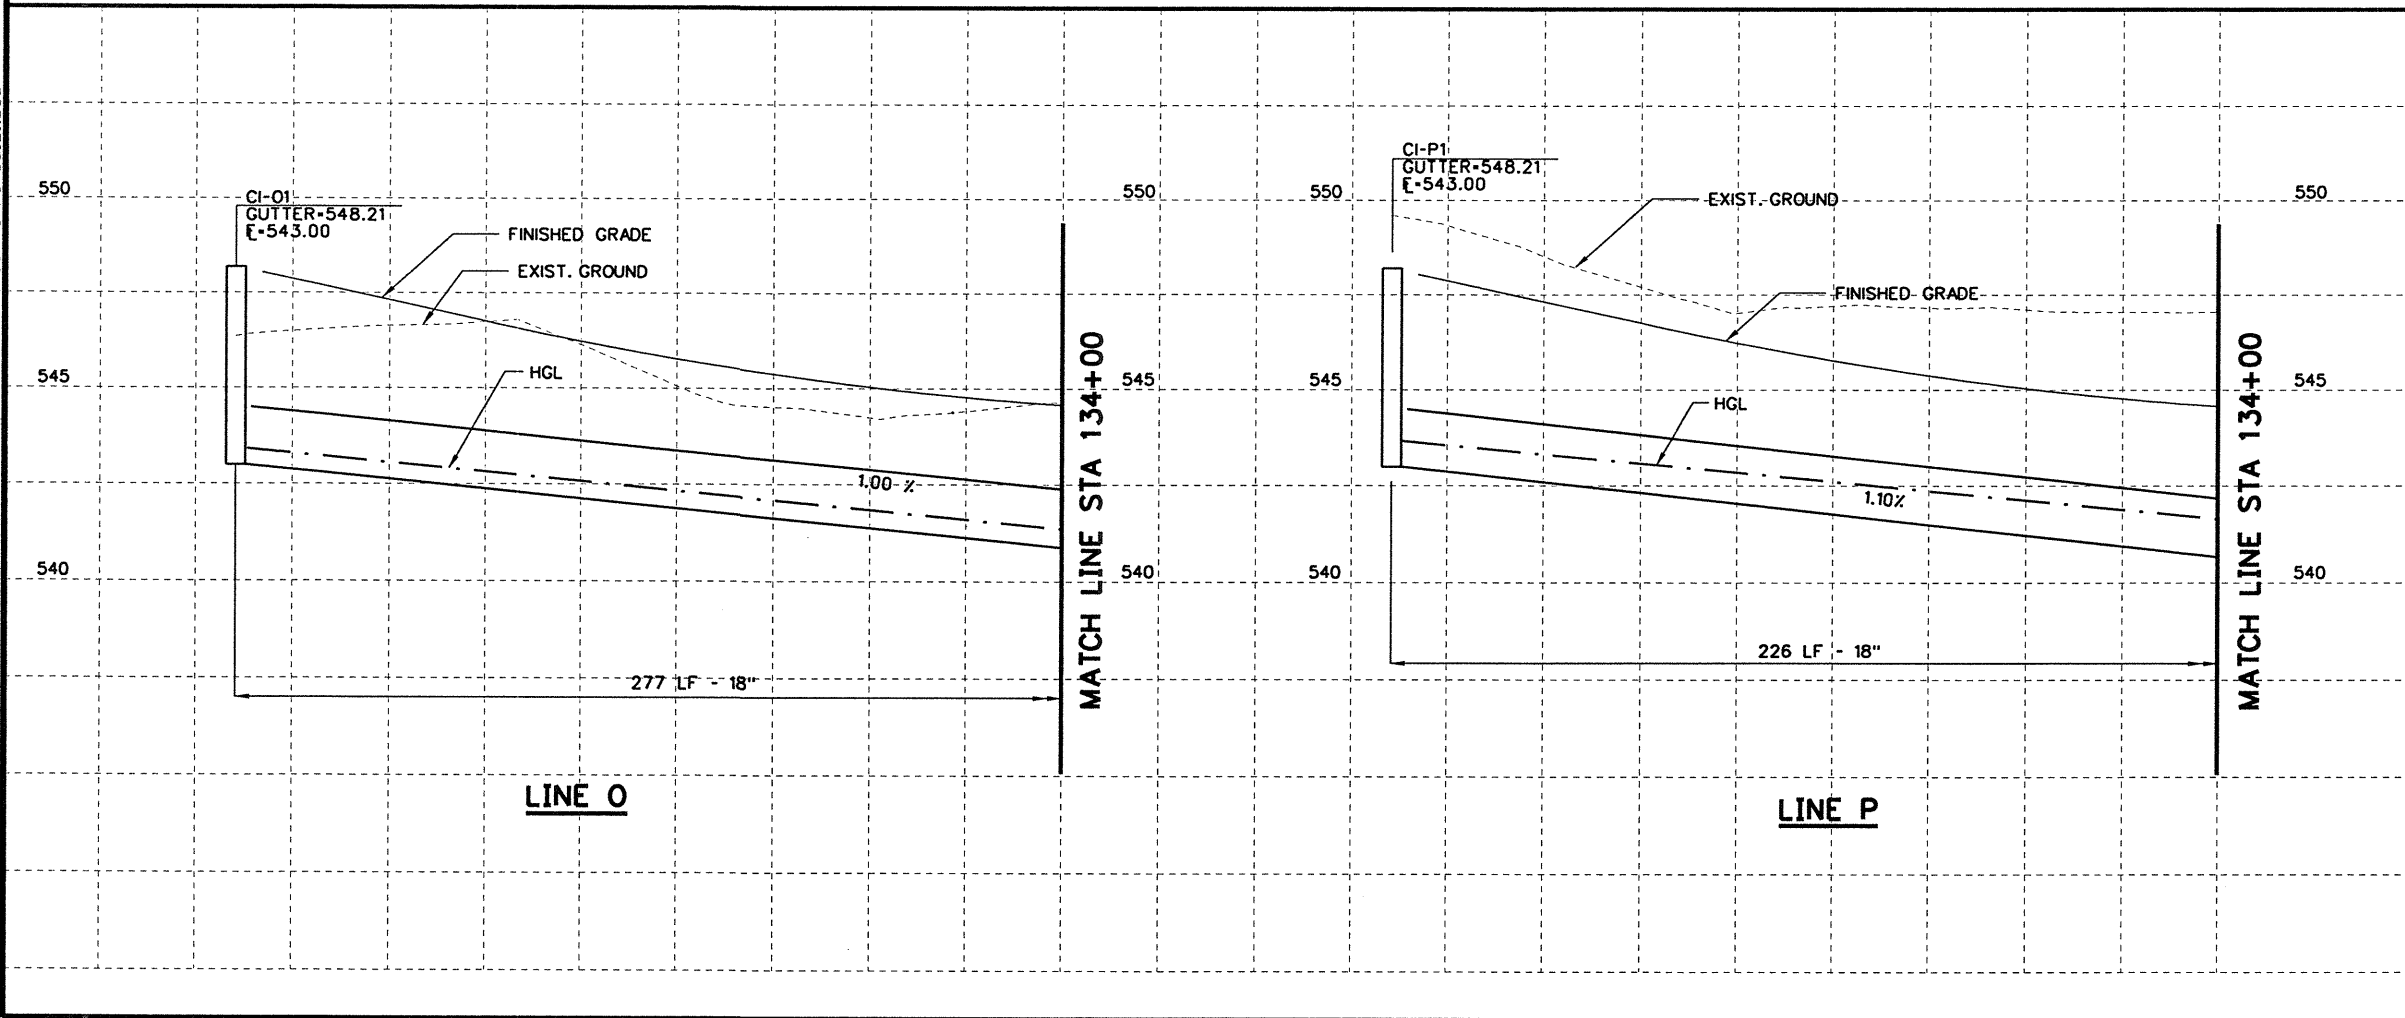 CI-O1
GUTTER=548.21
FL=543.00
FINISHED GRADE
EXIST. GROUND
HGL
1.00 %
277 LF - 18"
550
545
540
550
545
540
MATCH LINE STA 134+00
LINE O
CI-P1
GUTTER=548.21
FL=543.00
EXIST. GROUND
FINISHED GRADE
HGL
1.10%
226 LF - 18"
550
545
540
550
545
540
MATCH LINE STA 134+00
LINE P